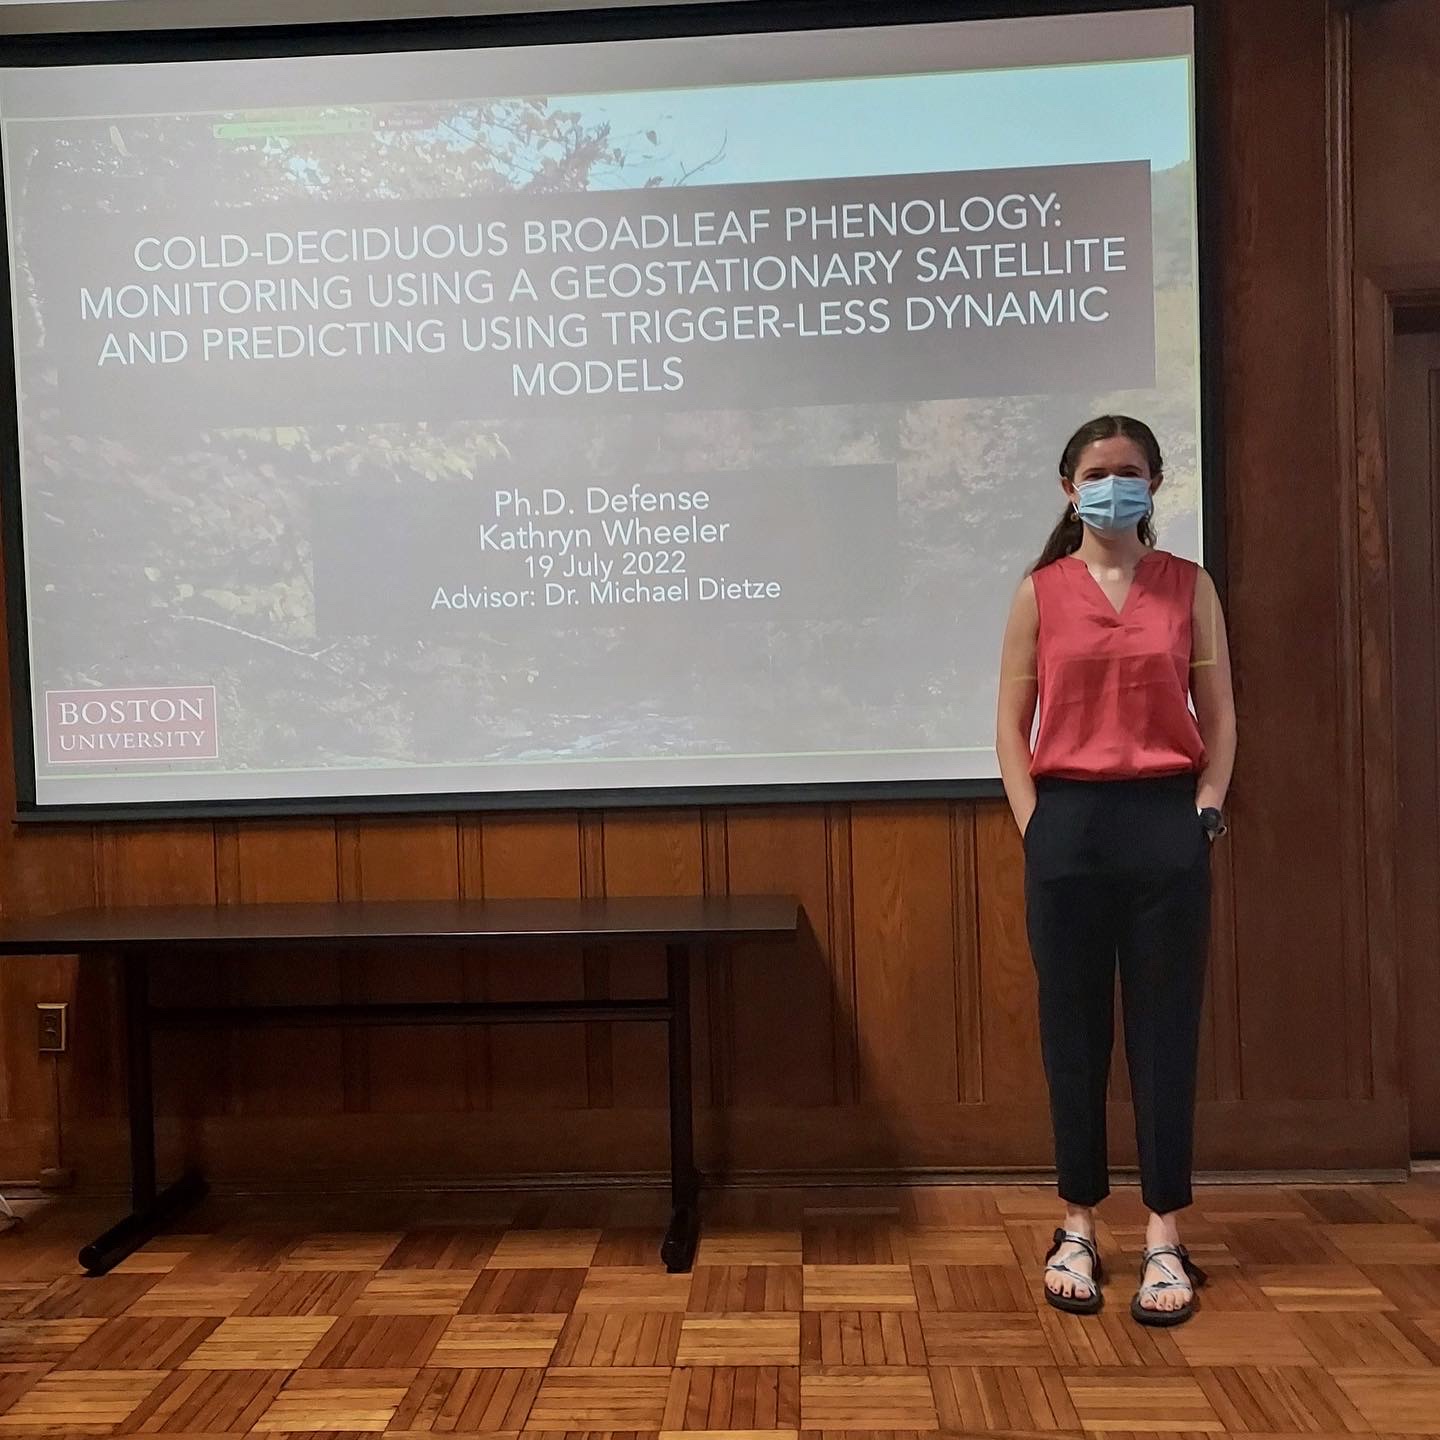 COLD-DECIDUOUS BROADLEAF PHENOLOGY:
MONITORING USING A GEOSTATIONARY SATELLITE
AND PREDICTING USING TRIGGER-LESS DYNAMIC
MODELS
Ph.D. Defense
Kathryn Wheeler
19 July 2022
Advisor: Dr. Michael Dietze
BOSTON
UNIVERSITY